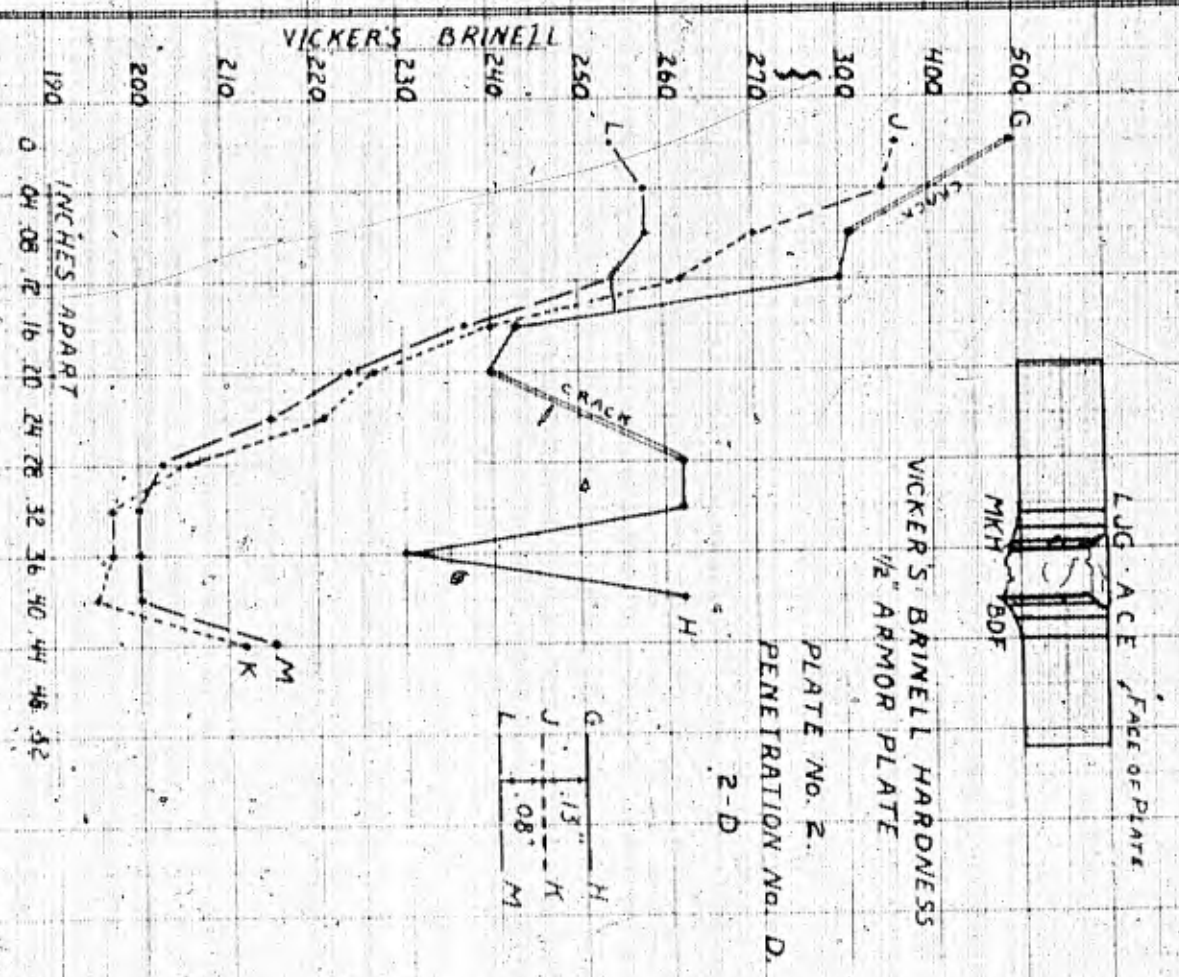 VICKER'S BRINELL
500
400
300
270
260
250
240
230
220
210
200
190
0 .04 .08 .12 .16 .20 .24 .28 .32 .36 .40 .44 .48 .52
INCHES APART
G
J
L
CRACK
CRACK
H
M
K
LJG A C E
FACE OF PLATE
MKH BDF
VICKER'S BRINELL HARDNESS
1/2" ARMOR PLATE
PLATE No. 2.
PENETRATION No. D.
2-D
G H
.13"
J K
.08"
L M